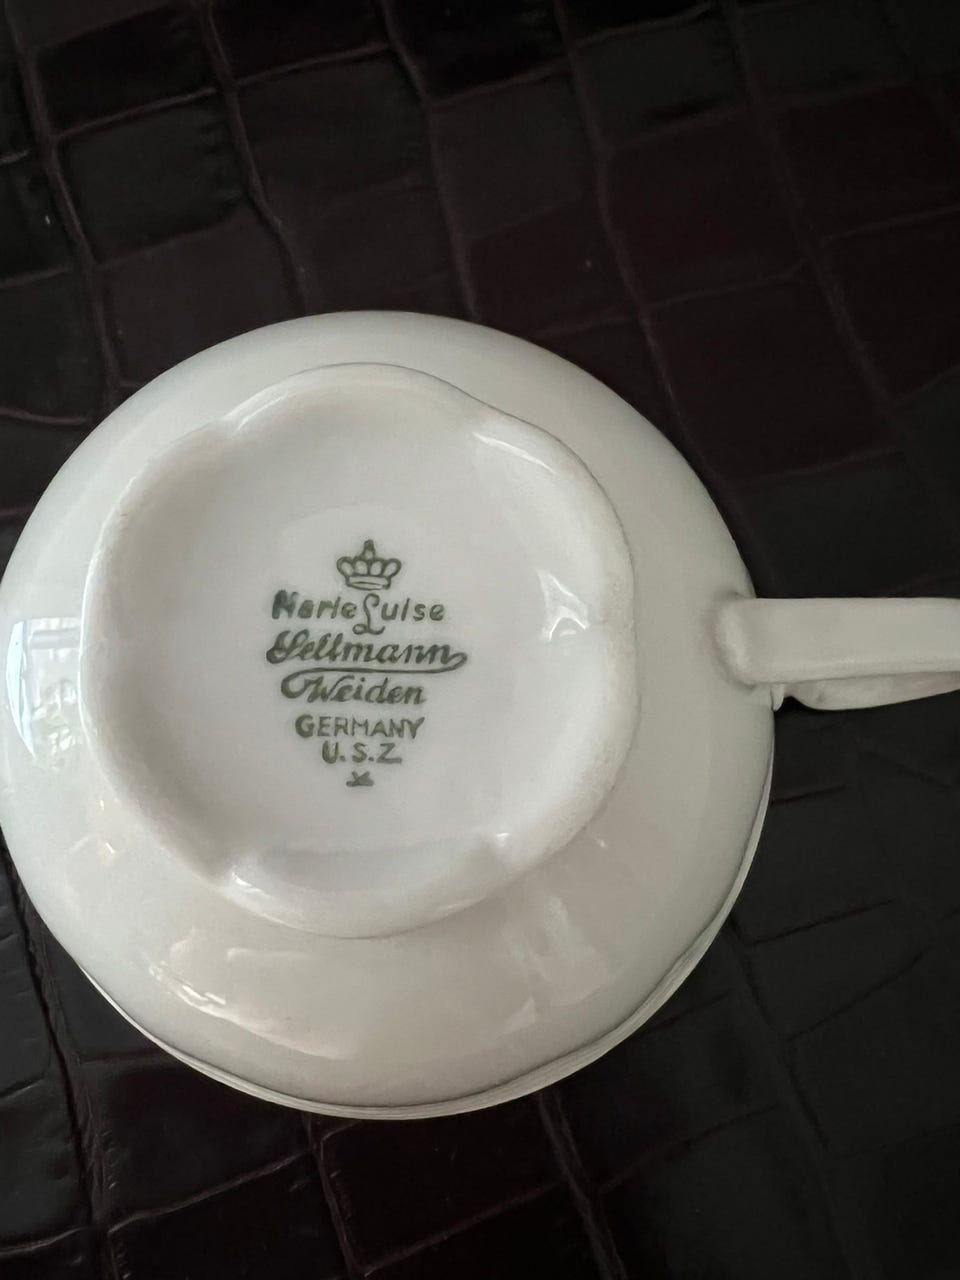 Marie Luise
Seltmann
Weiden
GERMANY
U.S.Z.